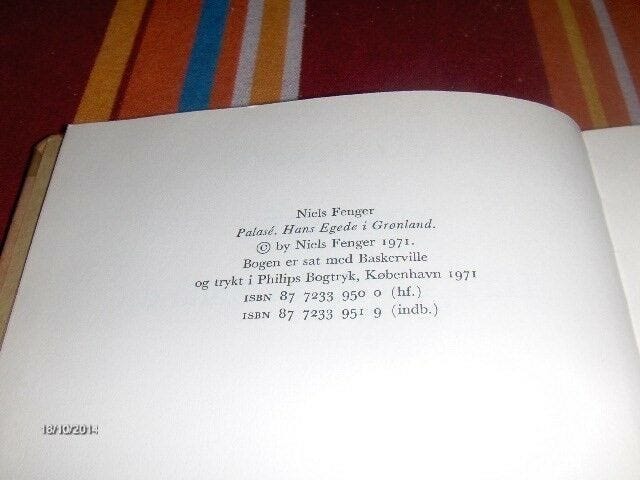 Niels Fenger
Palasé. Hans Egede i Grønland.
© by Niels Fenger 1971.
Bogen er sat med Baskerville
og trykt i Philips Bogtryk, København 1971
ISBN 87 7233 950 0 (hf.)
ISBN 87 7233 951 9 (indb.)
18/10/2014